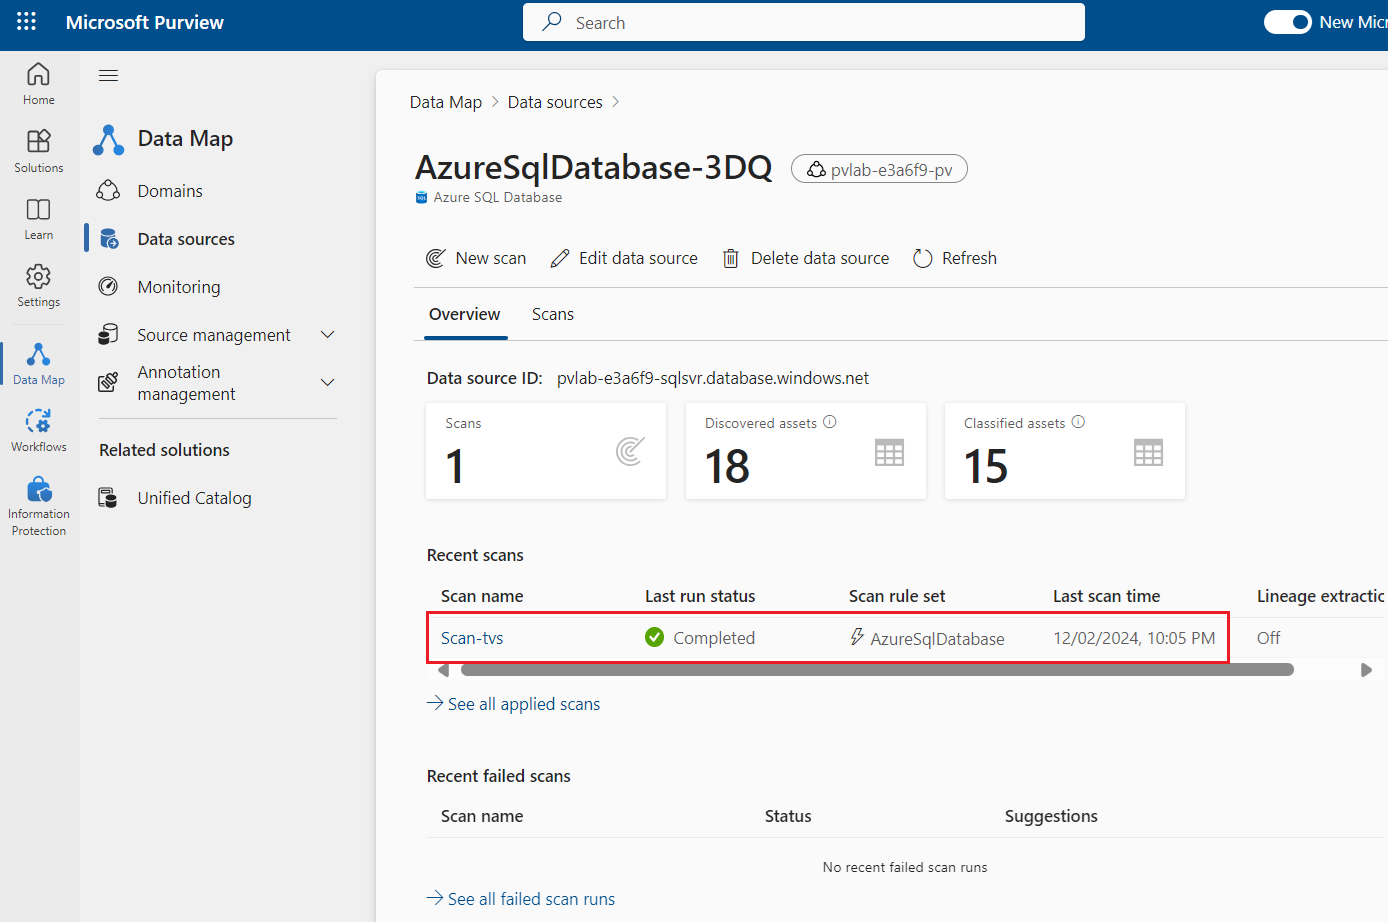 Microsoft Purview
Search
New Micr
Home
Solutions
Learn
Settings
Data Map
Workflows
Information
Protection
Data Map
Domains
Data sources
Monitoring
Source management
Annotation
management
Related solutions
Unified Catalog
Data Map > Data sources >
AzureSqlDatabase-3DQ pvlab-e3a6f9-pv
SQL Azure SQL Database
New scan Edit data source Delete data source Refresh
Overview Scans
Data source ID: pvlab-e3a6f9-sqlsvr.database.windows.net
Scans Discovered assets Classified assets
1 18 15
Recent scans
Scan name Last run status Scan rule set Last scan time Lineage extractic
Scan-tvs Completed AzureSqlDatabase 12/02/2024, 10:05 PM Off
See all applied scans
Recent failed scans
Scan name Status Suggestions
No recent failed scan runs
See all failed scan runs